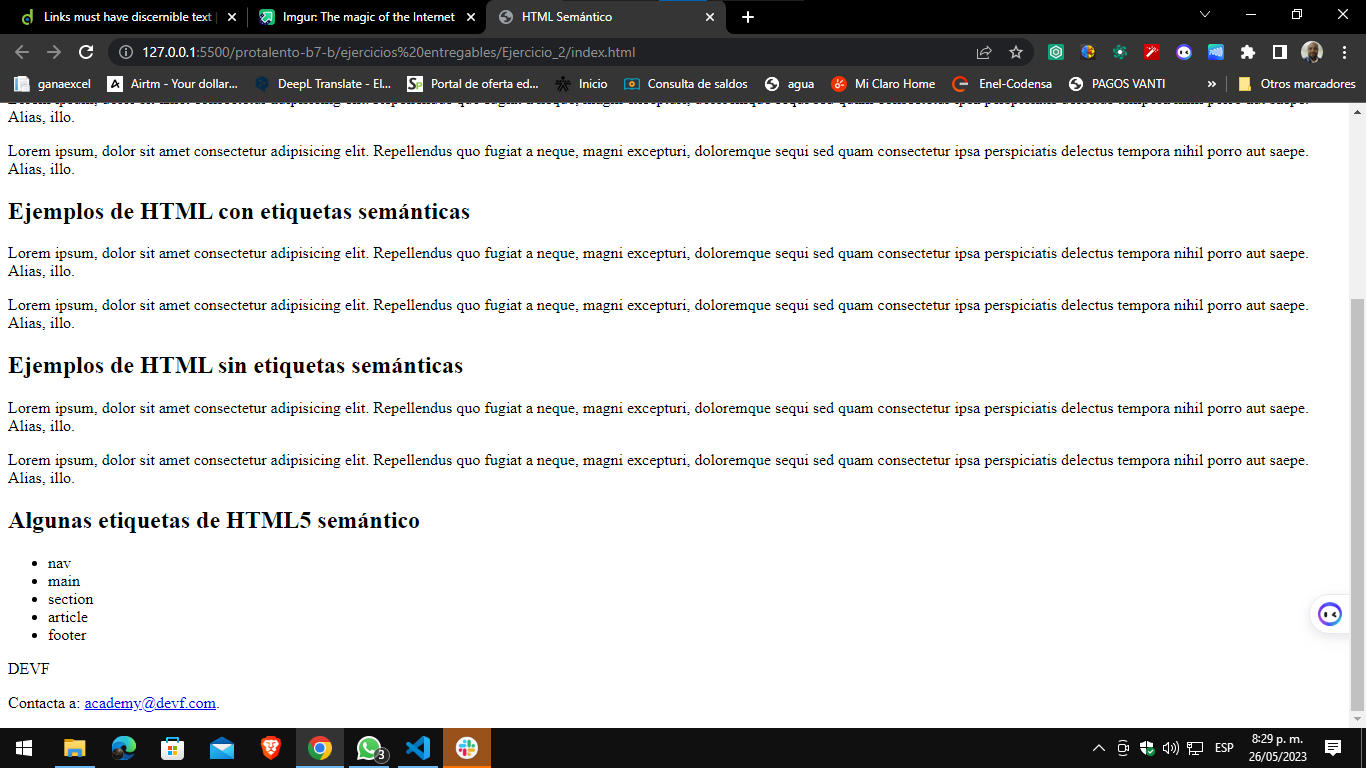 Links must have discernible text |
Imgur: The magic of the Internet
HTML Semántico
127.0.0.1:5500/protalento-b7-b/ejercicios%20entregables/Ejercicio_2/index.html
ganaexcel
Airtm - Your dollar...
DeepL Translate - El...
Portal de oferta ed...
Inicio
Consulta de saldos
agua
Mi Claro Home
Enel-Codensa
PAGOS VANTI
»
Otros marcadores
Alias, illo.
Lorem ipsum, dolor sit amet consectetur adipisicing elit. Repellendus quo fugiat a neque, magni excepturi, doloremque sequi sed quam consectetur ipsa perspiciatis delectus tempora nihil porro aut saepe.
Alias, illo.
Ejemplos de HTML con etiquetas semánticas
Lorem ipsum, dolor sit amet consectetur adipisicing elit. Repellendus quo fugiat a neque, magni excepturi, doloremque sequi sed quam consectetur ipsa perspiciatis delectus tempora nihil porro aut saepe.
Alias, illo.
Lorem ipsum, dolor sit amet consectetur adipisicing elit. Repellendus quo fugiat a neque, magni excepturi, doloremque sequi sed quam consectetur ipsa perspiciatis delectus tempora nihil porro aut saepe.
Alias, illo.
Ejemplos de HTML sin etiquetas semánticas
Lorem ipsum, dolor sit amet consectetur adipisicing elit. Repellendus quo fugiat a neque, magni excepturi, doloremque sequi sed quam consectetur ipsa perspiciatis delectus tempora nihil porro aut saepe.
Alias, illo.
Lorem ipsum, dolor sit amet consectetur adipisicing elit. Repellendus quo fugiat a neque, magni excepturi, doloremque sequi sed quam consectetur ipsa perspiciatis delectus tempora nihil porro aut saepe.
Alias, illo.
Algunas etiquetas de HTML5 semántico
• nav
• main
• section
• article
• footer
DEVF
Contacta a: academy@devf.com.
3
ESP
8:29 p. m.
26/05/2023